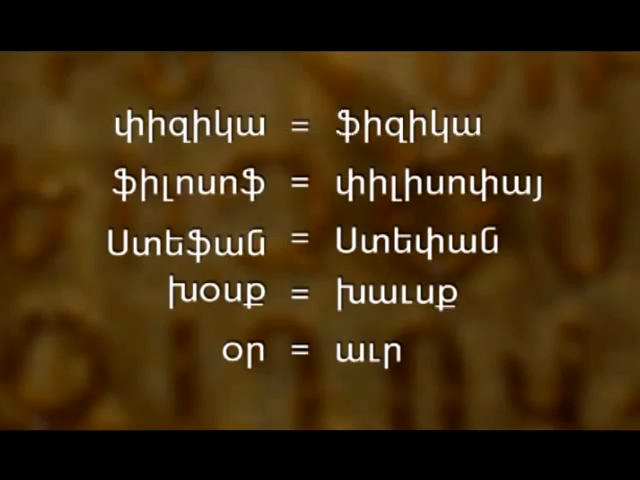 փիզիկա = ֆիզիկա
ֆիլոսոֆ = փիլիսոփայ
Ստեֆան = Ստեփան
խօսք = խաւսք
օր = աւր